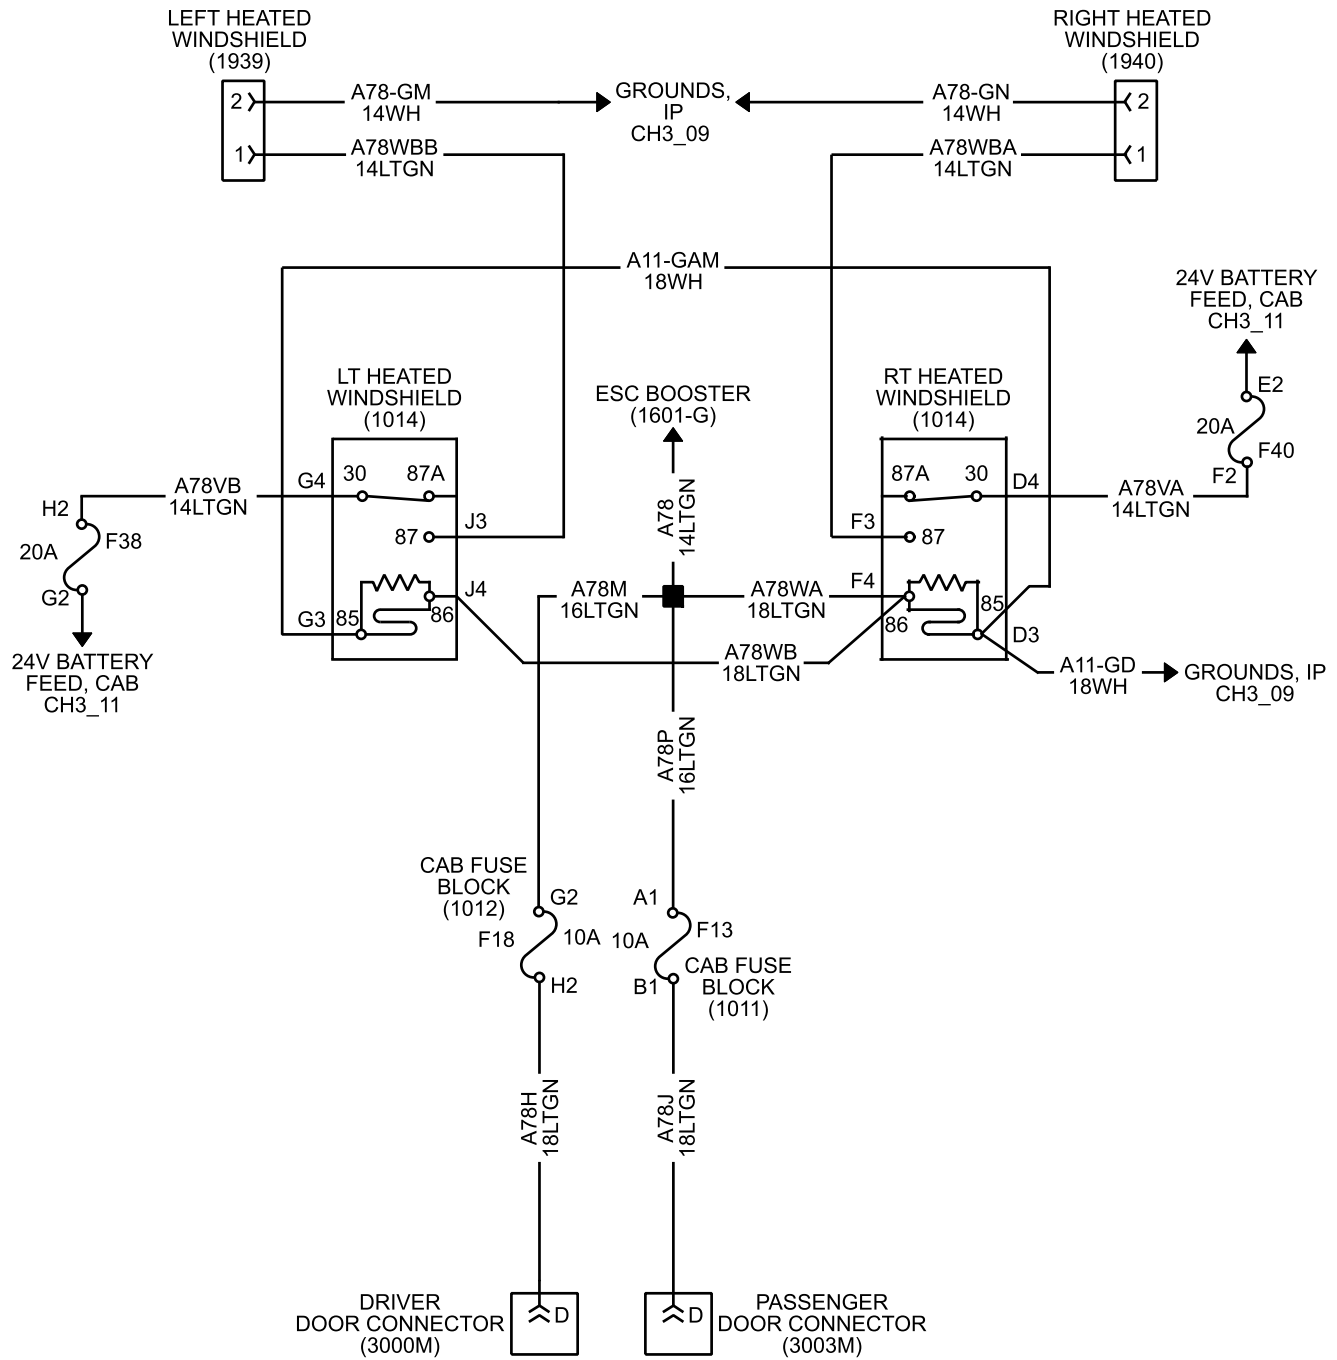 LEFT HEATED
WINDSHIELD
(1939)
2
1
A78-GM
14WH
A78WBB
14LTGN
GROUNDS,
IP
CH3_09
A78-GN
14WH
A78WBA
14LTGN
RIGHT HEATED
WINDSHIELD
(1940)
2
1
A11-GAM
18WH
24V BATTERY
FEED, CAB
CH3_11
E2
20A
F40
F2
LT HEATED
WINDSHIELD
(1014)
G4
30
87A
J3
87
J4
G3
85
86
ESC BOOSTER
(1601-G)
A78
14LTGN
RT HEATED
WINDSHIELD
(1014)
87A
30
D4
F3
87
F4
85
86
D3
A78VA
14LTGN
A78VB
14LTGN
H2
20A
F38
G2
24V BATTERY
FEED, CAB
CH3_11
A78M
16LTGN
A78WA
18LTGN
A78WB
18LTGN
A11-GD
18WH
GROUNDS, IP
CH3_09
A78P
16LTGN
CAB FUSE
BLOCK
(1012)
G2
F18
10A
H2
A1
10A
F13
B1
CAB FUSE
BLOCK
(1011)
A78H
18LTGN
A78J
18LTGN
DRIVER
DOOR CONNECTOR
(3000M)
D
D
PASSENGER
DOOR CONNECTOR
(3003M)